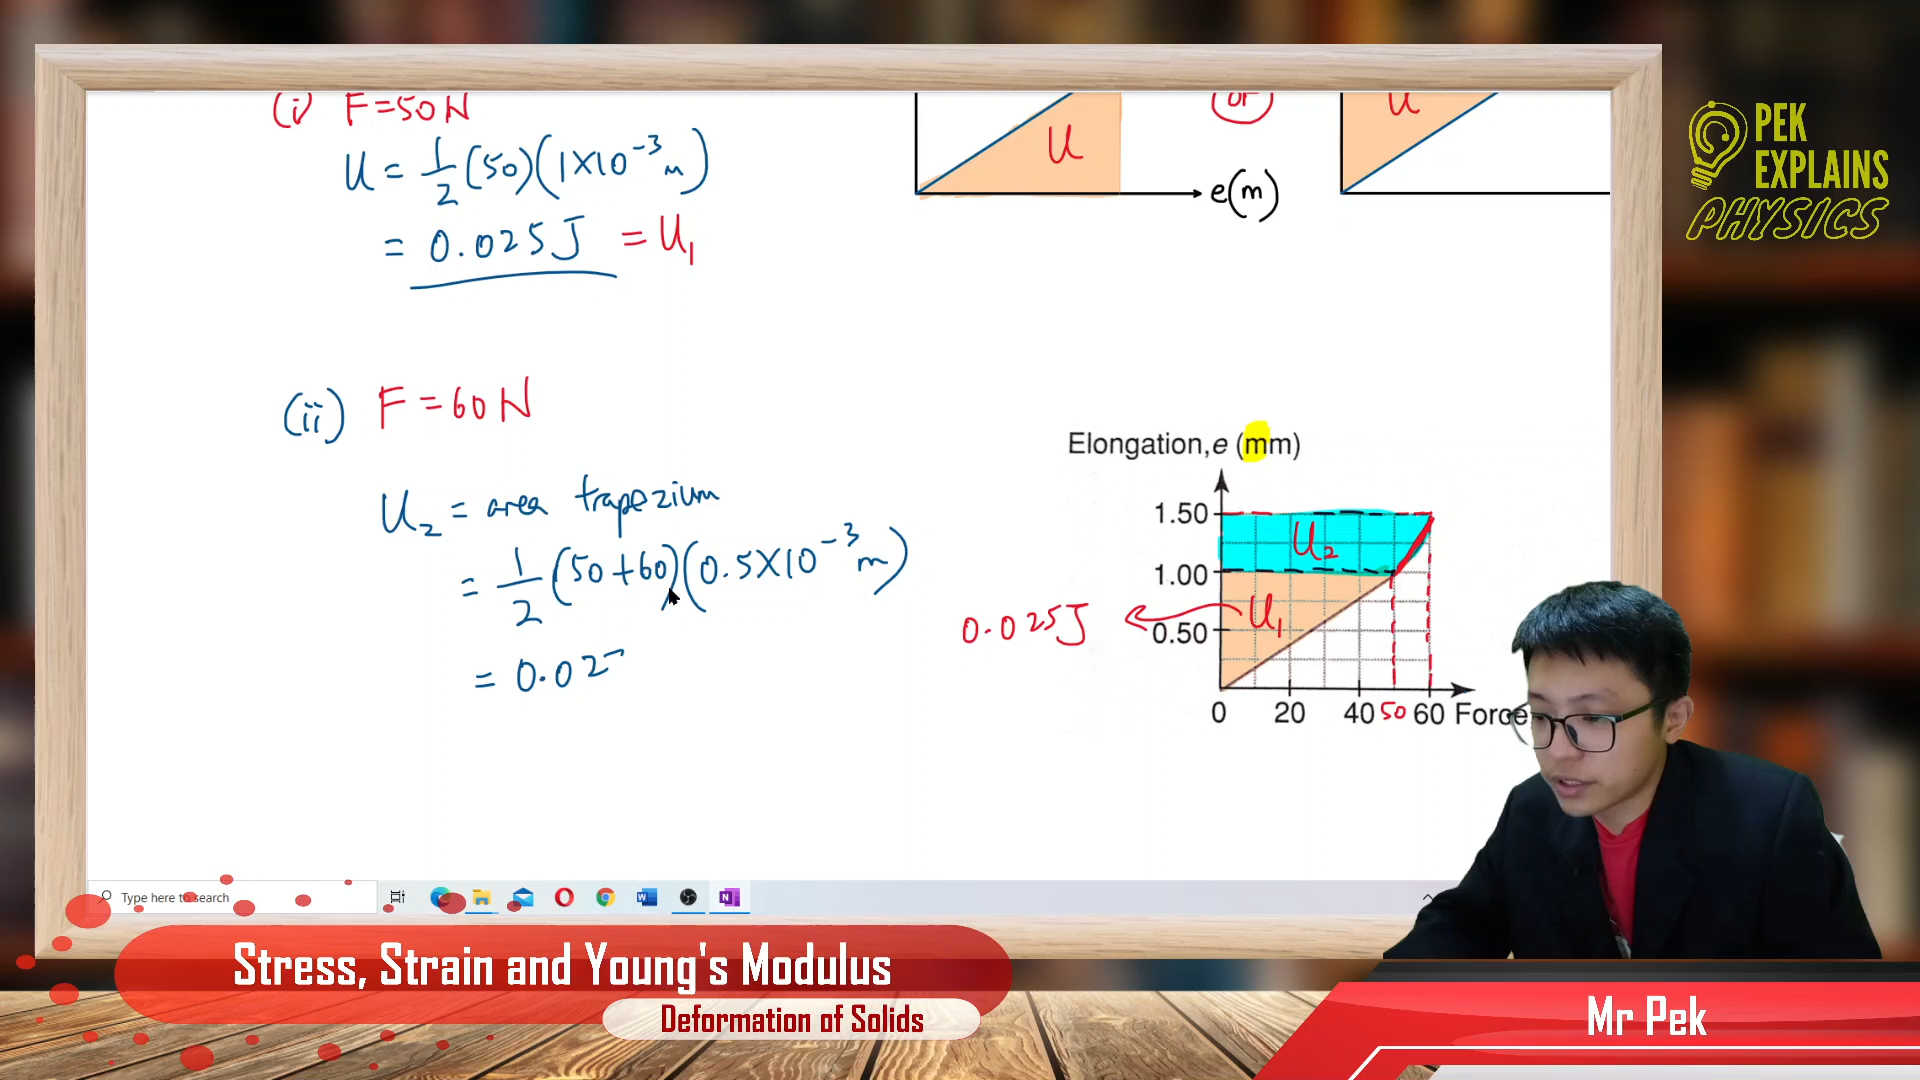 (i) F=50N
U = 1/2 (50)(1×10⁻³m)
= 0.025J = U₁
U
e(m)
or
U
PEK
EXPLAINS
PHYSICS
(ii) F=60N
U₂ = area trapezium
= 1/2 (50+60)(0.5×10⁻³m)
= 0.02
Elongation,e (mm)
1.50
U₂
1.00
0.025J
U₁
0.50
0 20 40 50 60 Force
Type here to search
Stress, Strain and Young's Modulus
Deformation of Solids
Mr Pek